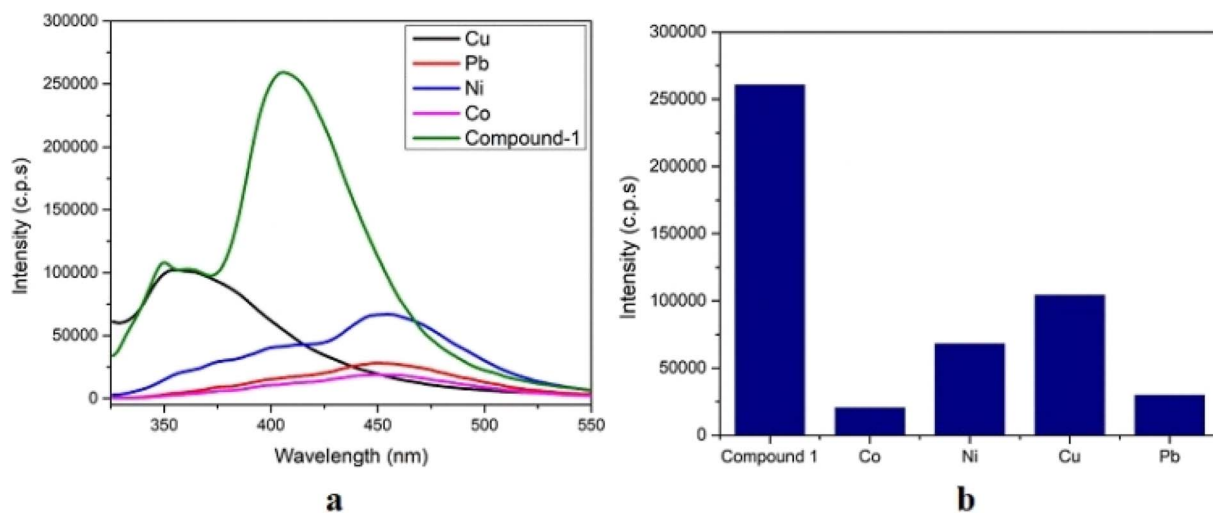 300000
250000
200000
150000
100000
50000
0
Intensity (c.p.s)
350 400 450 500 550
Wavelength (nm)
Cu
Pb
Ni
Co
Compound-1
a
300000
250000
200000
150000
100000
50000
0
Intensity (c.p.s)
Compound 1 Co Ni Cu Pb
b